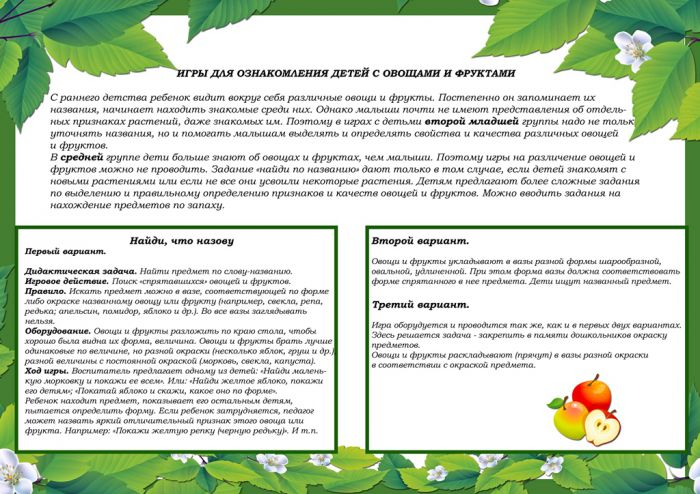 ИГРЫ ДЛЯ ОЗНАКОМЛЕНИЯ ДЕТЕЙ С ОВОЩАМИ И ФРУКТАМИ
С раннего детства ребенок видит вокруг себя различные овощи и фрукты. Постепенно он запоминает их
названия, начинает находить знакомые среди них. Однако малыши почти не имеют представления об отдель-
ных признаках растений, даже знакомых им. Поэтому в играх с детьми второй младшей группы надо не тольк
уточнять названия, но и помогать малышам выделять и определять свойства и качества различных овощей
и фруктов.
В средней группе дети больше знают об овощах и фруктах, чем малыши. Поэтому игры на различение овощей и
фруктов можно не проводить. Задание «найди по названию» дают только в том случае, если детей знакомят с
новыми растениями или если не все они усвоили некоторые растения. Детям предлагают более сложные задания
по выделению и правильному определению признаков и качеств овощей и фруктов. Можно вводить задания на
нахождение предметов по запаху.
Найди, что назову
Первый вариант.
Дидактическая задача. Найти предмет по слову-названию.
Игровое действие. Поиск «спрятавшихся» овощей и фруктов.
Правило. Искать предмет можно в вазе, соответствующей по форме
либо окраске названному овощу или фрукту (например, свекла, репа,
редька; апельсин, помидор, яблоко и др.). Во все вазы заглядывать
нельзя.
Оборудование. Овощи и фрукты разложить по краю стола, чтобы
хорошо была видна их форма, величина. Овощи и фрукты брать лучше
одинаковые по величине, но разной окраски (несколько яблок, груш и др.)
разной величины с постоянной окраской (морковь, свекла, капуста).
Ход игры. Воспитатель предлагает одному из детей: «Найди малень-
кую морковку и покажи ее всем». Или: «Найди желтое яблоко, покажи
его детям»; «Покатай яблоко и скажи, какое оно по форме».
Ребенок находит предмет, показывает его остальным детям,
пытается определить форму. Если ребенок затрудняется, педагог
может назвать яркий отличительный признак этого овоща или
фрукта. Например: «Покажи желтую репку (черную редьку)». И т.п.
Второй вариант.
Овощи и фрукты укладывают в вазы разной формы шарообразной,
овальной, удлиненной. При этом форма вазы должна соответствовать
форме спрятанного в нее предмета. Дети ищут названный предмет.
Третий вариант.
Игра оборудуется и проводится так же, как и в первых двух вариантах.
Здесь решается задача - закрепить в памяти дошкольников окраску
предметов.
Овощи и фрукты раскладывают (прячут) в вазы разной окраски
в соответствии с окраской предмета.